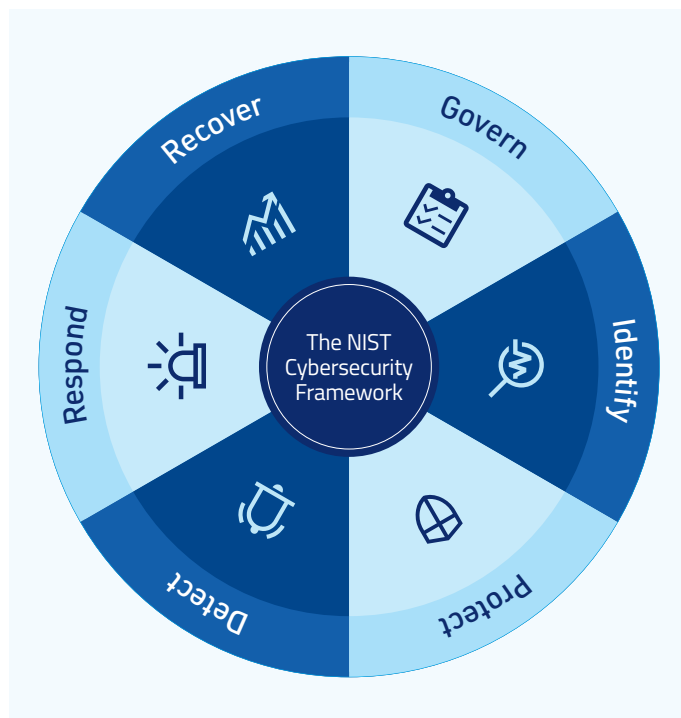 Govern
Identify
Protect
Detect
Respond
Recover
The NIST
Cybersecurity
Framework